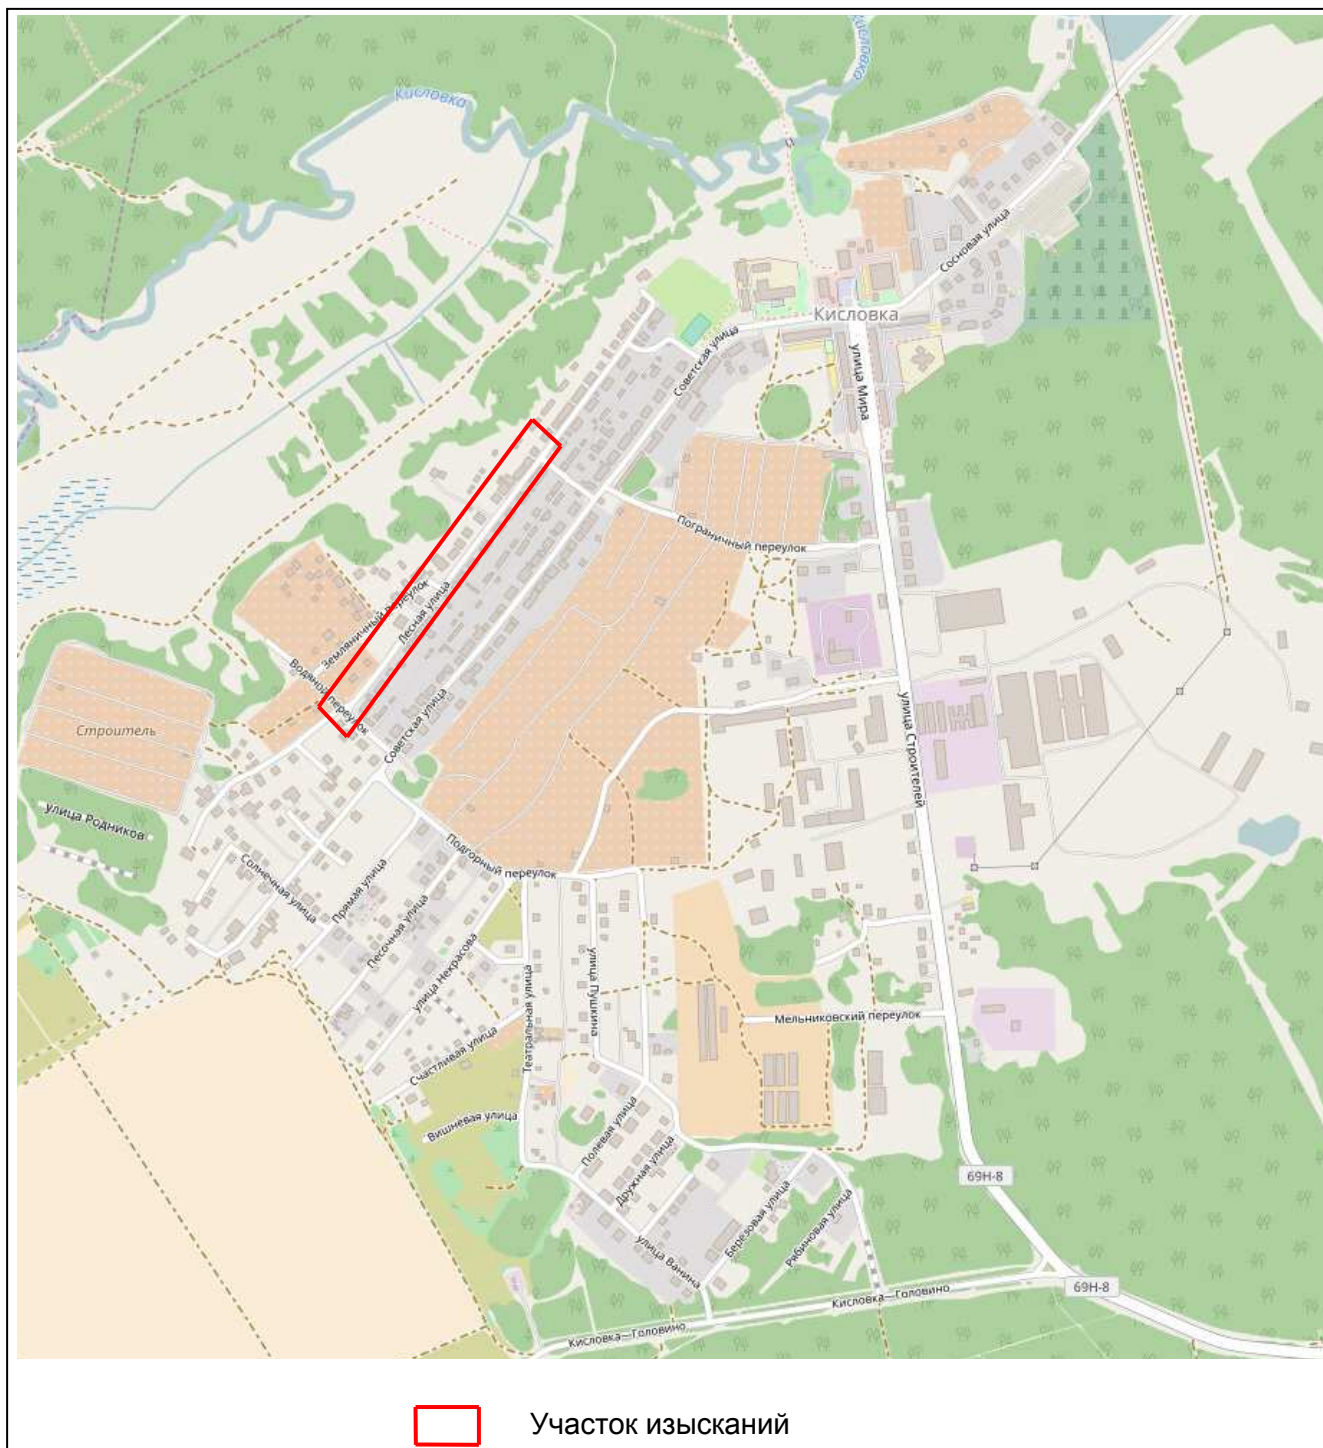 Кисловка
Кисловка
Сосновая улица
Кисловка
Советская улица
улица Мира
Пограничный переулок
Земляничный переулок
Лесная улица
Водяной переулок
Советская улица
Строитель
улица Строителей
улица Родников
Подгорный переулок
Солнечная улица
Прямая улица
Песочная улица
улица Некрасова
улица Пушкина
Театральная улица
Мельниковский переулок
Счастливая улица
Вишнёвая улица
Полевая улица
Дружная улица
69Н-8
Берёзовая улица
Рябиновая улица
улица Ванина
69Н-8
Кисловка—Головино
Кисловка—Головино
Участок изысканий